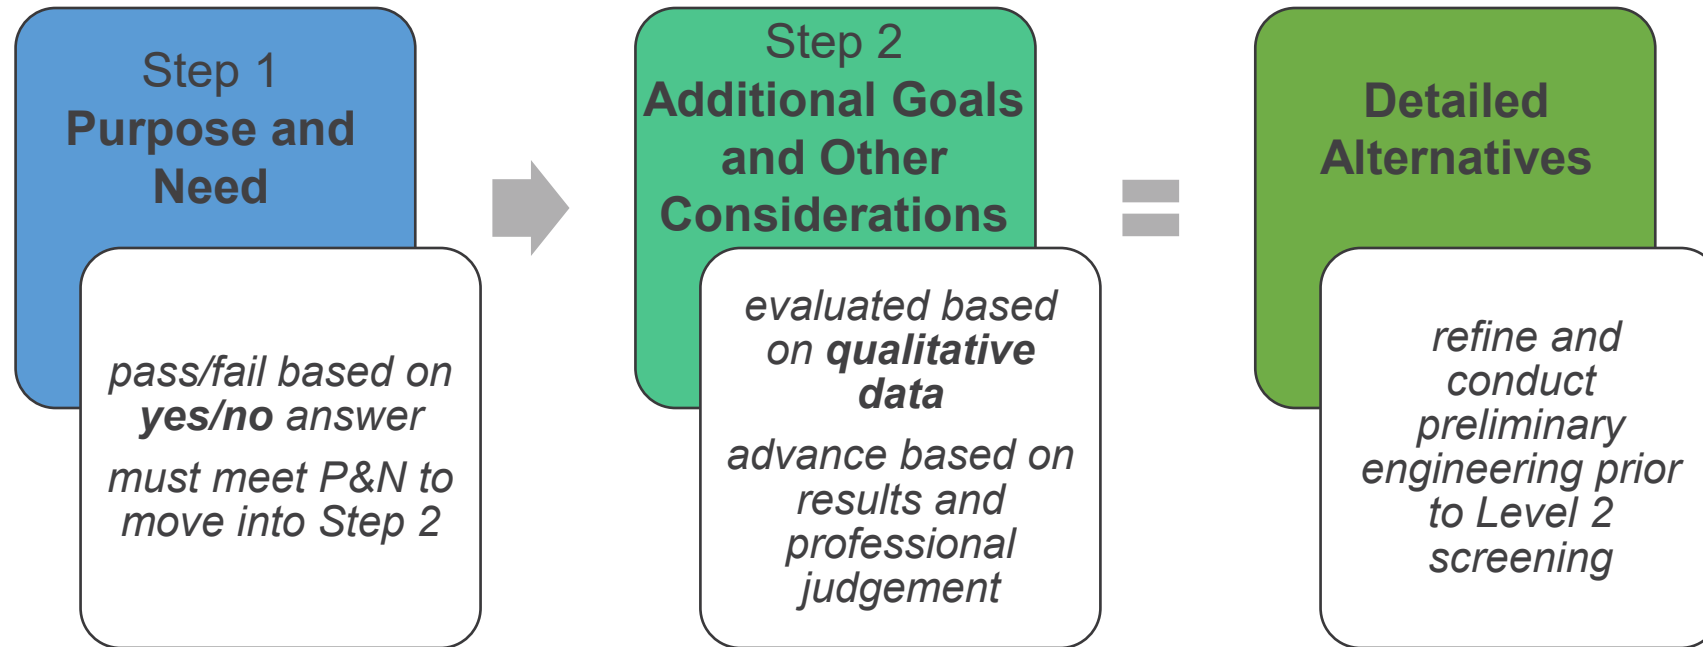 Step 1
Purpose and
Need
pass/fail based on
yes/no answer
must meet P&N to
move into Step 2
Step 2
Additional Goals
and Other
Considerations
evaluated based
on qualitative
data
advance based on
results and
professional
judgement
Detailed
Alternatives
refine and
conduct
preliminary
engineering prior
to Level 2
screening